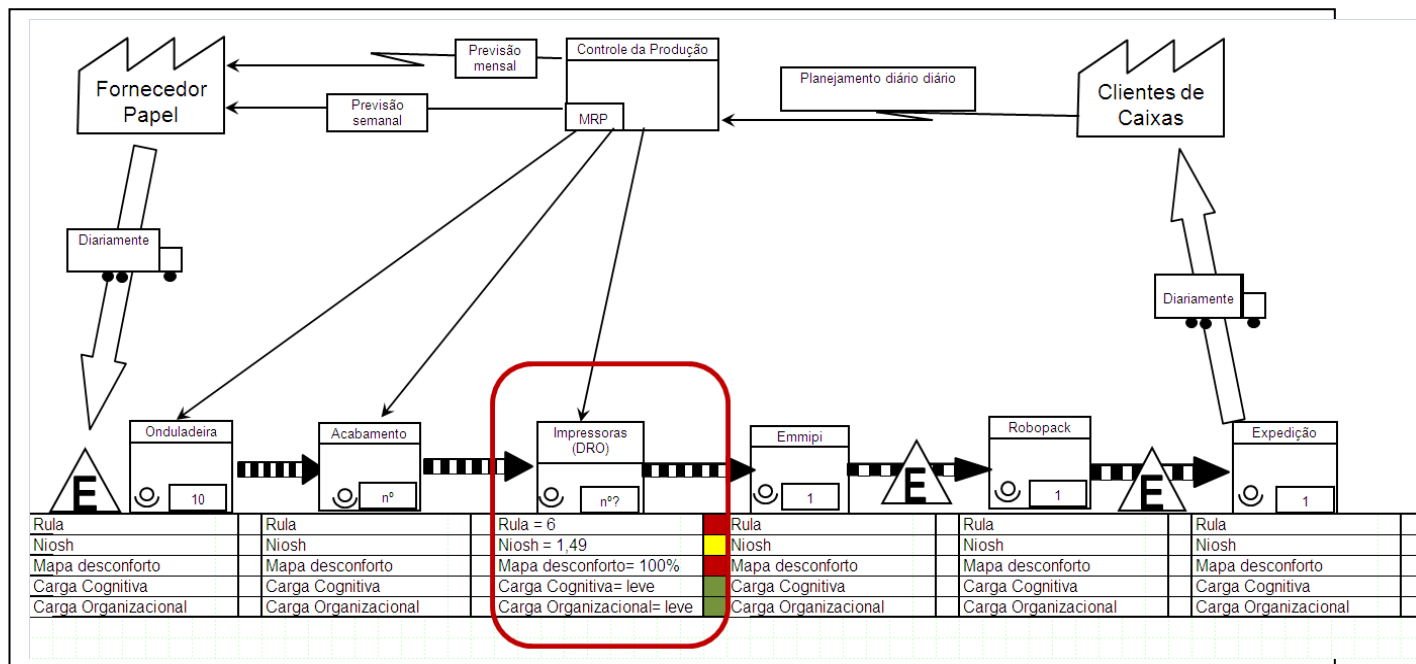 Previsão
mensal
Controle da Produção
Fornecedor
Papel
Planejamento diário diário
Clientes de
Caixas
Previsão
semanal
MRP
Diariamente
Diariamente
Onduladeira
Acabamento
Impressoras
(DRO)
Emmipi
Robopack
Expedição
E
10
nº
nº?
1
E
1
E
1
Rula
Rula
Rula = 6
Rula
Rula
Rula
Niosh
Niosh
Niosh = 1,49
Niosh
Niosh
Niosh
Mapa desconforto
Mapa desconforto
Mapa desconforto= 100%
Mapa desconforto
Mapa desconforto
Mapa desconforto
Carga Cognitiva
Carga Cognitiva
Carga Cognitiva= leve
Carga Cognitiva
Carga Cognitiva
Carga Cognitiva
Carga Organizacional
Carga Organizacional
Carga Organizacional= leve
Carga Organizacional
Carga Organizacional
Carga Organizacional